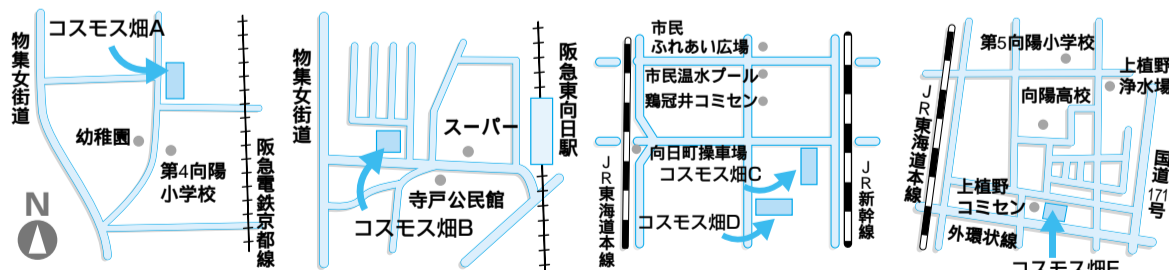 コスモス畑A
物集女街道
幼稚園
第4向陽
小学校
阪急電鉄京都線
N
物集女街道
阪急東向日駅
スーパー
寺戸公民館
コスモス畑B
市民
ふれあい広場
市民温水プール
鶏冠井コミセン
向日町操車場
コスモス畑C
コスモス畑D
JR東海道本線
JR新幹線
第5向陽小学校
上植野
浄水場
向陽高校
JR東海道本線
国道171号
上植野
コミセン
外環状線
コスモス畑E